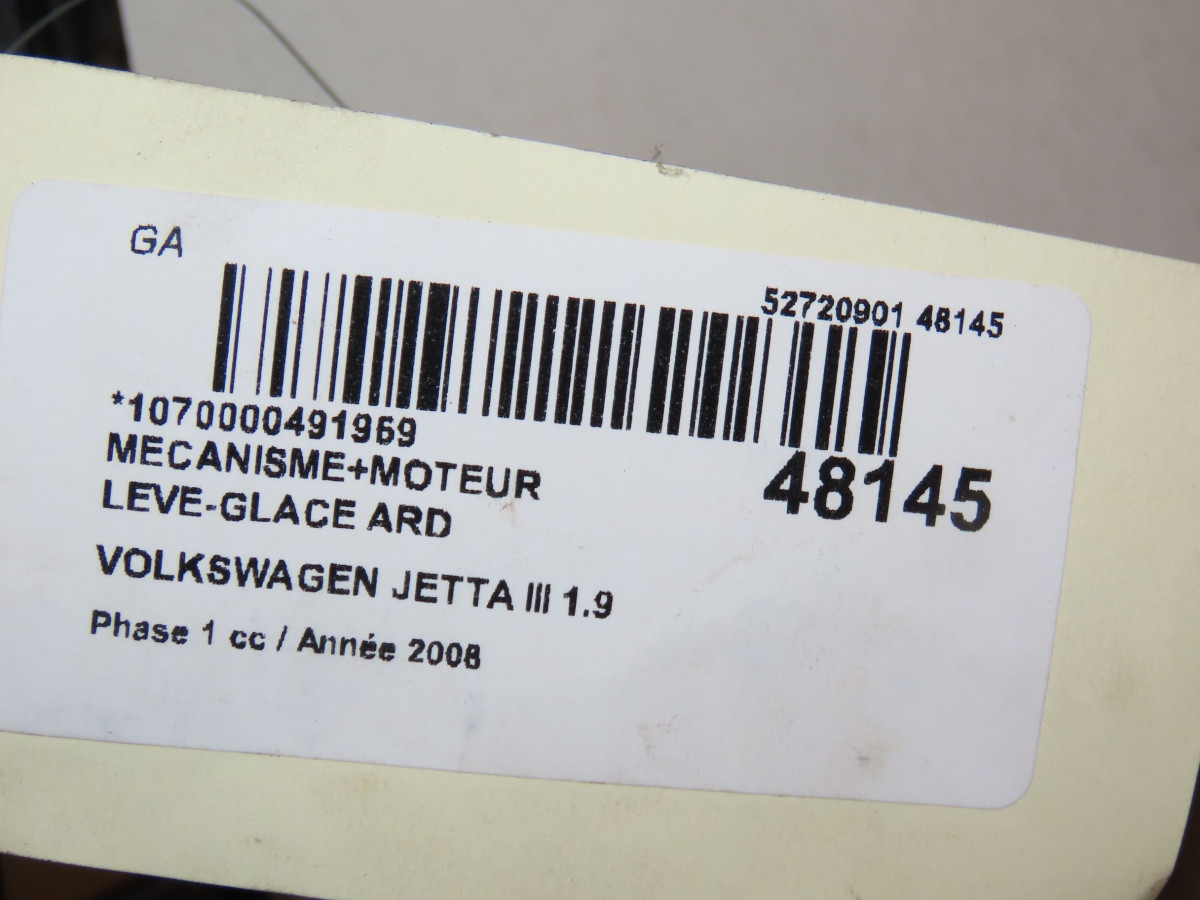 GA
52720901 48145
*1070000491969
MECANISME+MOTEUR
LEVE-GLACE ARD
48145
VOLKSWAGEN JETTA III 1.9
Phase 1 cc / Année 2008